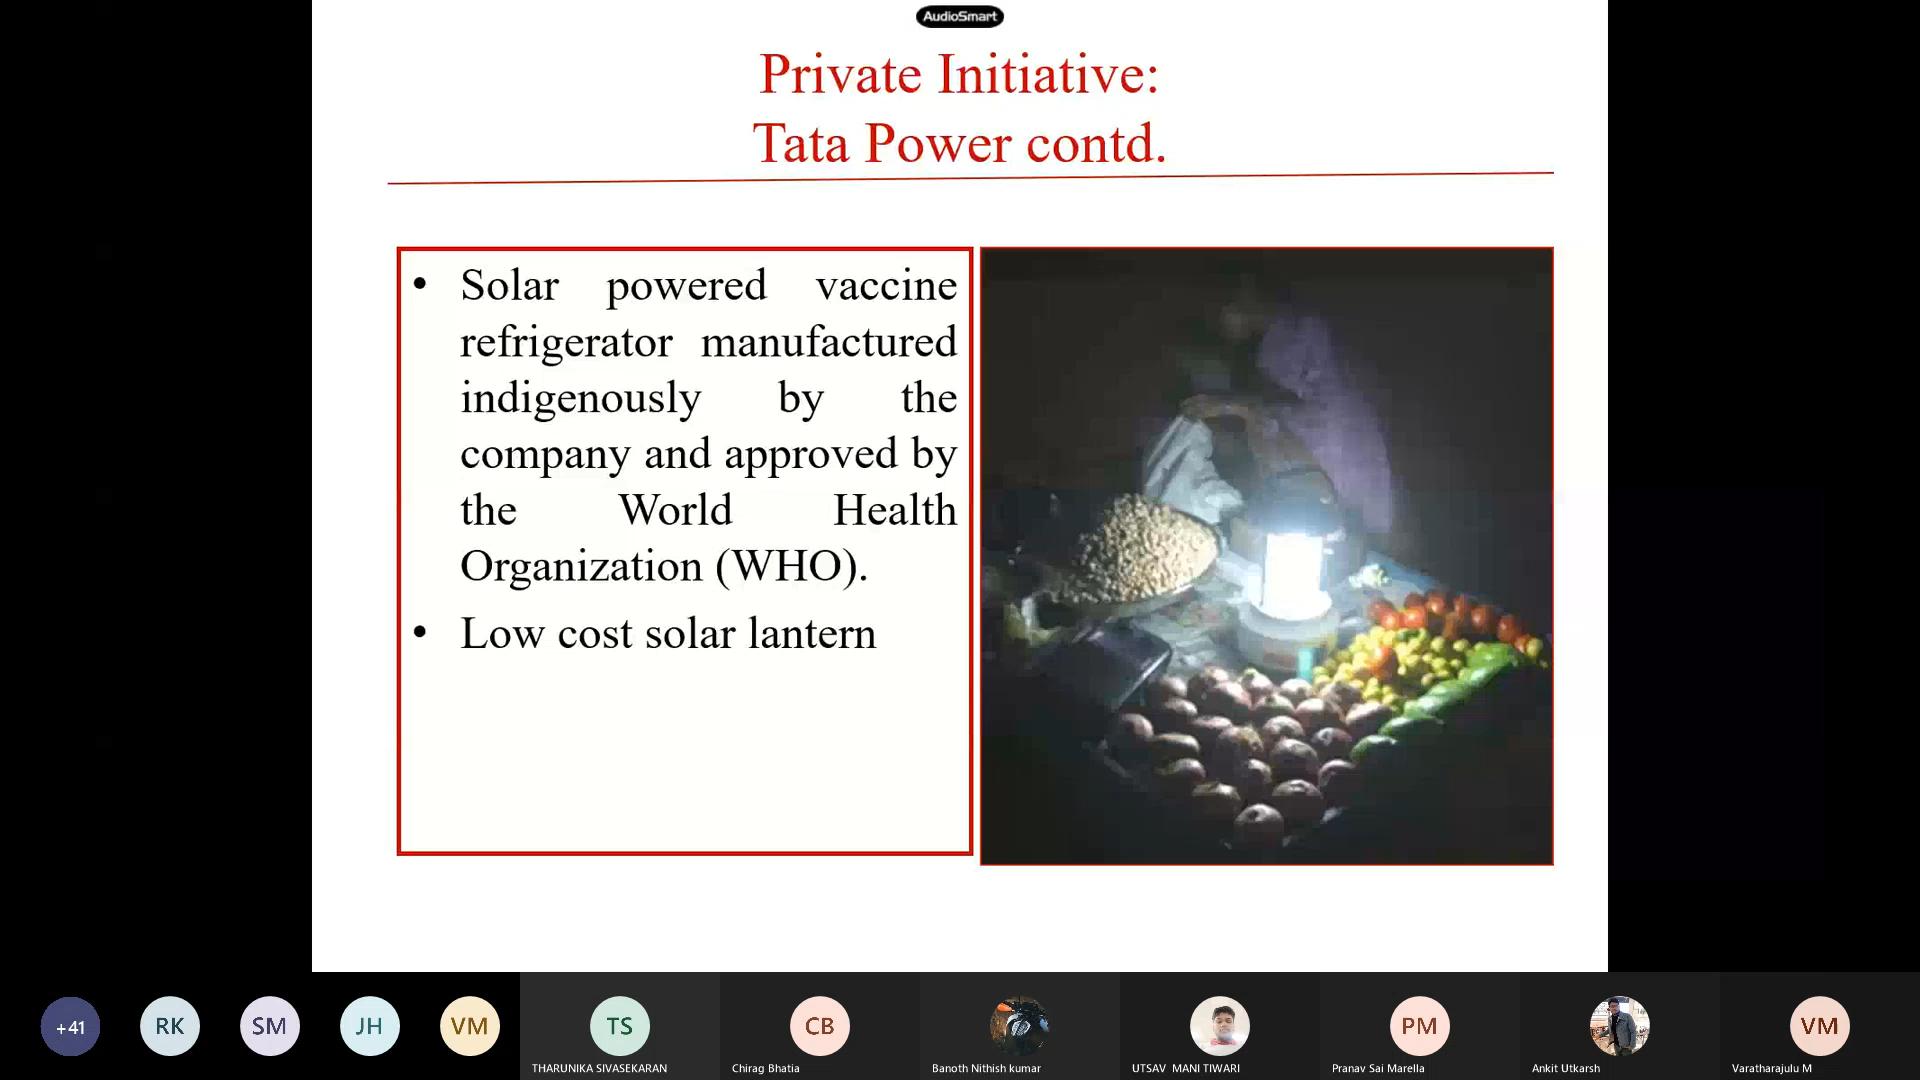 AudioSmart
Private Initiative:
Tata Power contd.
• Solar powered vaccine
refrigerator manufactured
indigenously by the
company and approved by
the World Health
Organization (WHO).
• Low cost solar lantern
+41
RK
SM
JH
VM
TS
CB
PM
VM
THARUNIKA SIVASEKARAN
Chirag Bhatia
Banoth Nithish kumar
UTSAV MANI TIWARI
Pranav Sai Marella
Ankit Utkarsh
Varatharajulu M